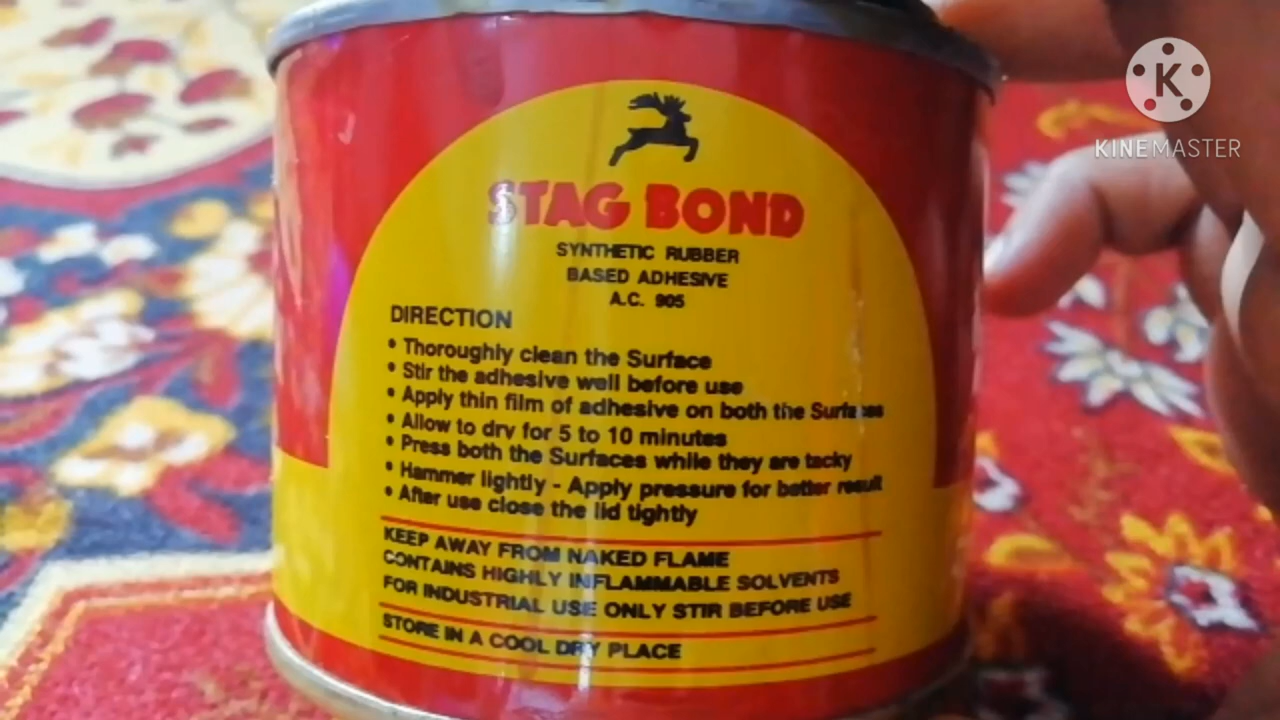 STAG BOND
SYNTHETIC RUBBER
BASED ADHESIVE
A.C. 905
DIRECTION
• Thoroughly clean the Surface
• Stir the adhesive well before use
• Apply thin film of adhesive on both the Surfaces
• Allow to dry for 5 to 10 minutes
• Press both the Surfaces while they are tacky
• Hammer lightly - Apply pressure for better result
• After use close the lid tightly
KEEP AWAY FROM NAKED FLAME
CONTAINS HIGHLY INFLAMMABLE SOLVENTS
FOR INDUSTRIAL USE ONLY STIR BEFORE USE
STORE IN A COOL DRY PLACE
K
KINEMASTER